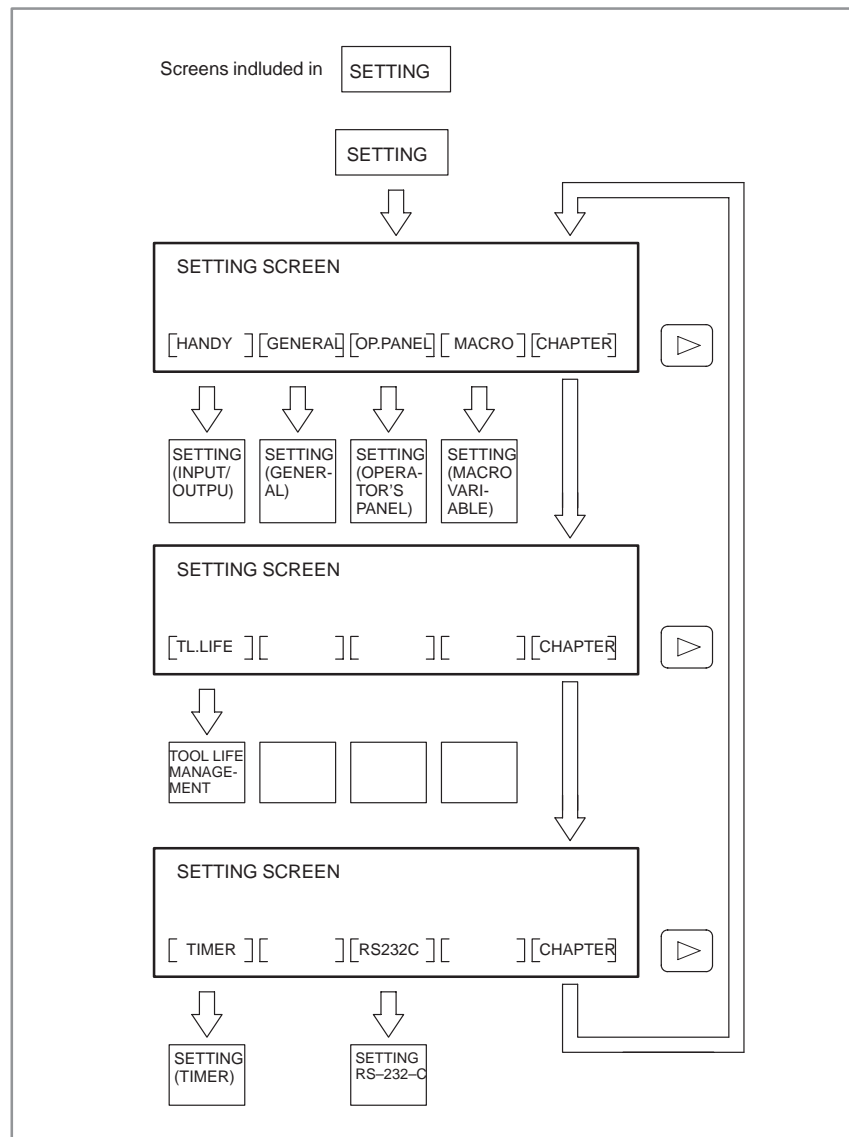 Screens indluded in SETTING
SETTING
SETTING SCREEN
[HANDY ] [GENERAL] [OP.PANEL] [ MACRO ] [CHAPTER]
SETTING
(INPUT/
OUTPU)
SETTING
(GENER-
AL)
SETTING
(OPERA-
TOR'S
PANEL)
SETTING
(MACRO
VARI-
ABLE)
SETTING SCREEN
[TL.LIFE ] [ ] [ ] [ ] [CHAPTER]
TOOL LIFE
MANAGE-
MENT
SETTING SCREEN
[ TIMER ] [ ] [RS232C ] [ ] [CHAPTER]
SETTING
(TIMER)
SETTING
RS–232–C